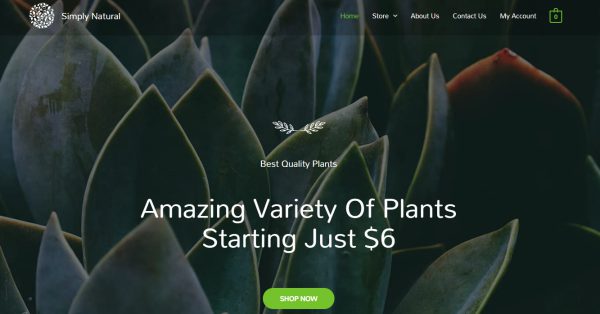 Simply Natural
Home Store About Us Contact Us My Account 0
Best Quality Plants
Amazing Variety Of Plants
Starting Just $6
SHOP NOW